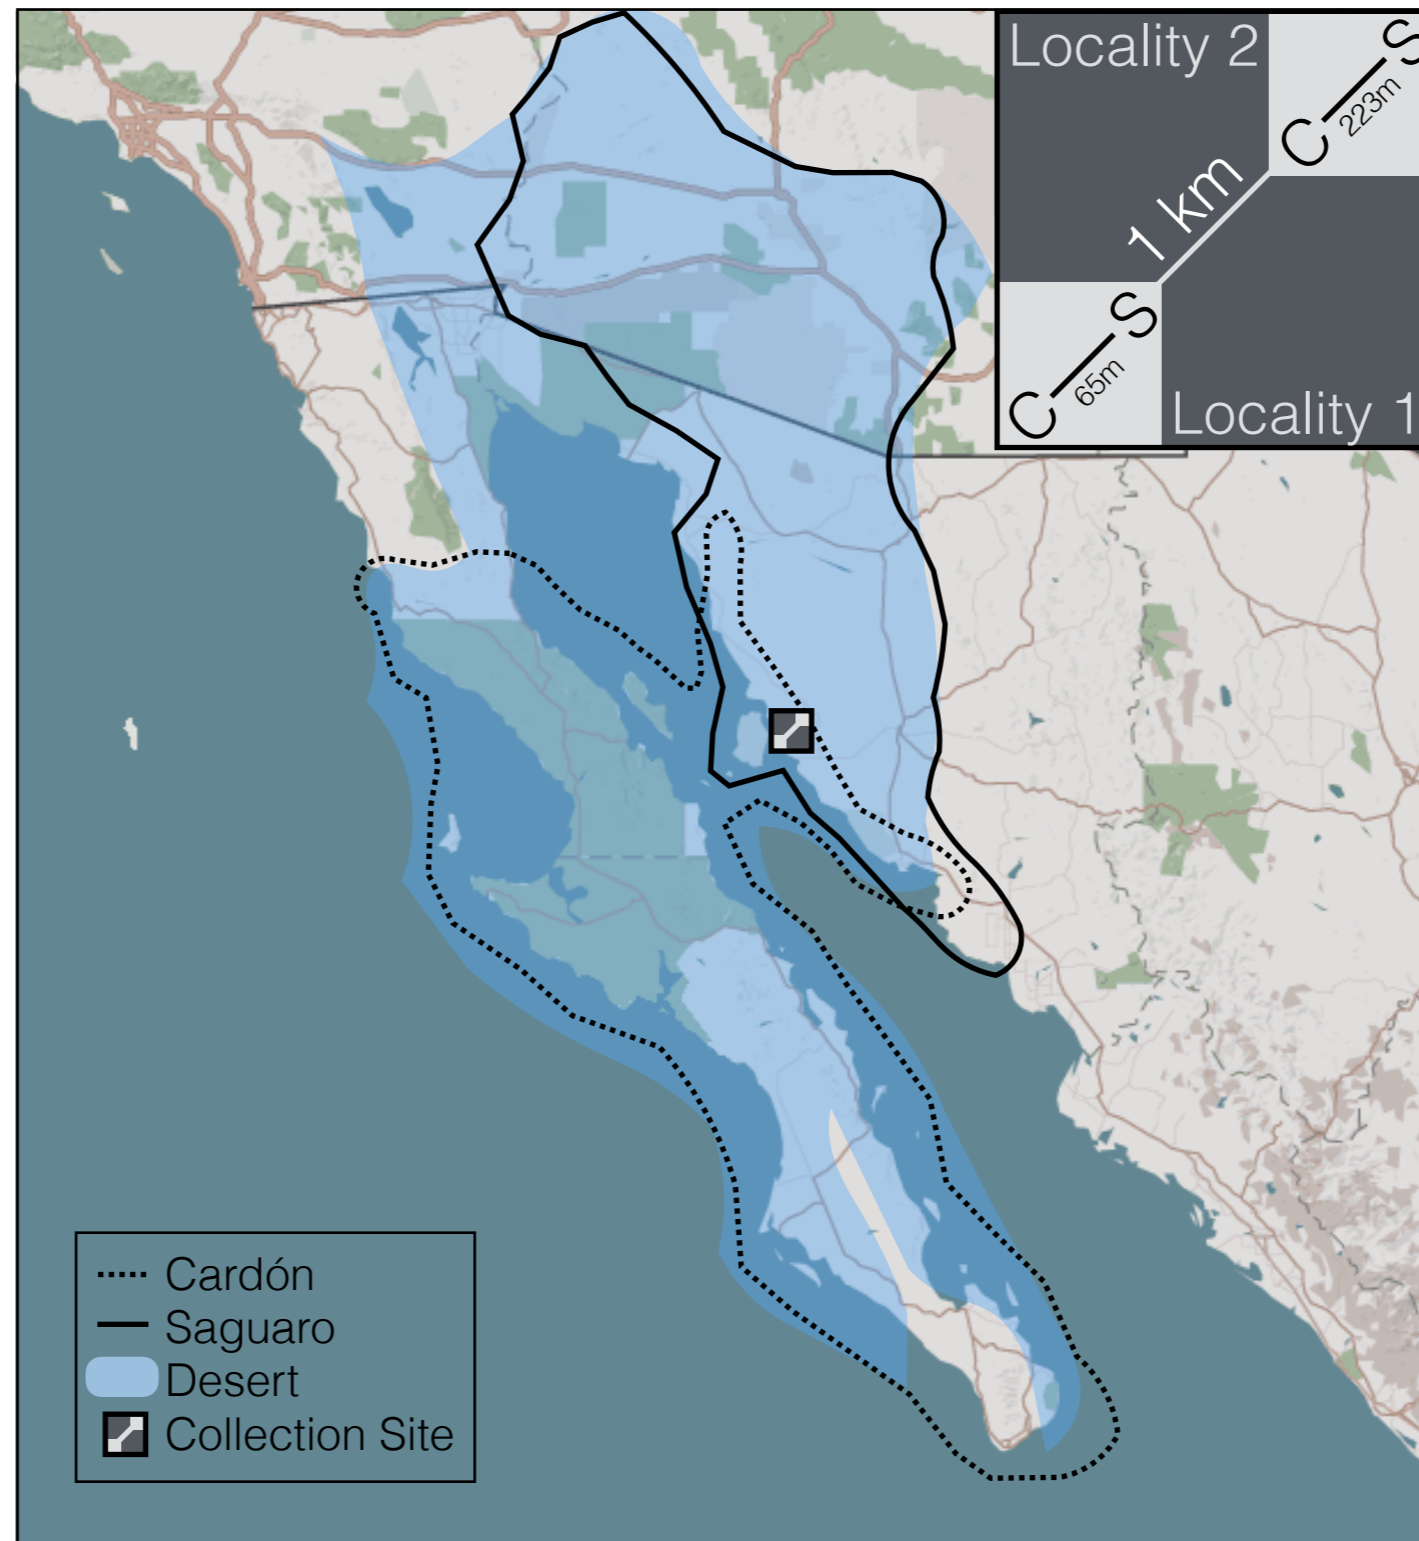 Locality 2
C
S
223m
1 km
C
S
65m
Locality 1
Cardón
Saguaro
Desert
Collection Site